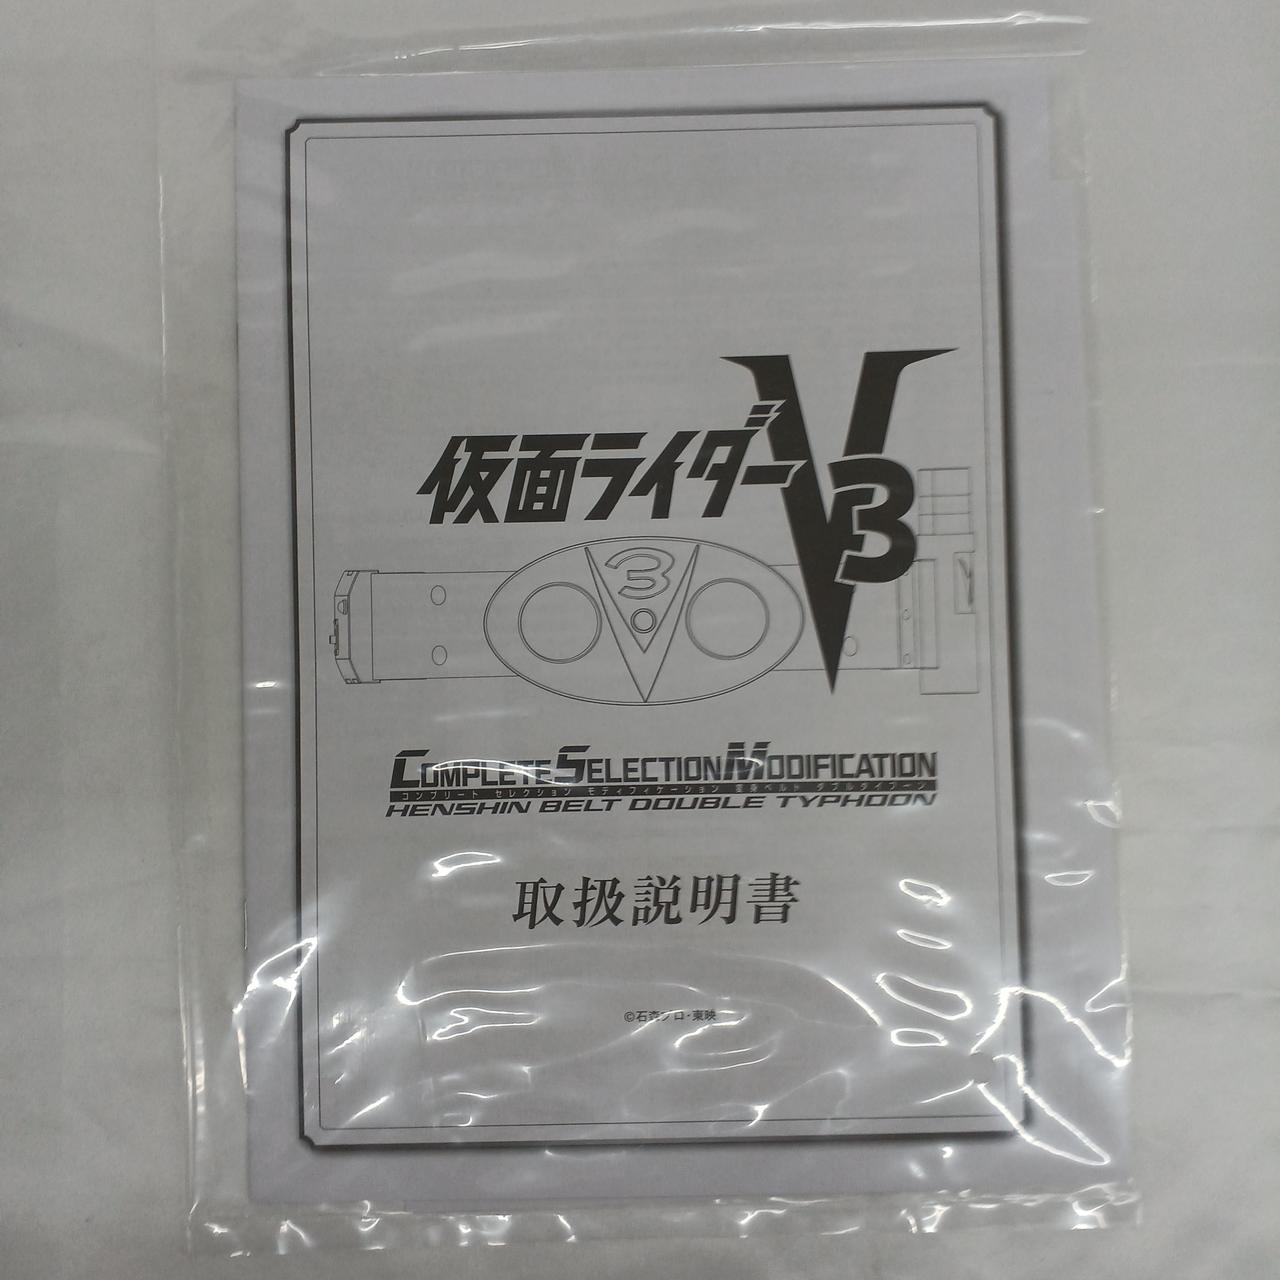 仮面ライダーV3
3
COMPLETE SELECTION MODIFICATION
コンプリート セレクション モディフィケーション 変身ベルト ダブルタイフーン
HENSHIN BELT DOUBLE TYPHOON
取扱説明書
©石森プロ・東映